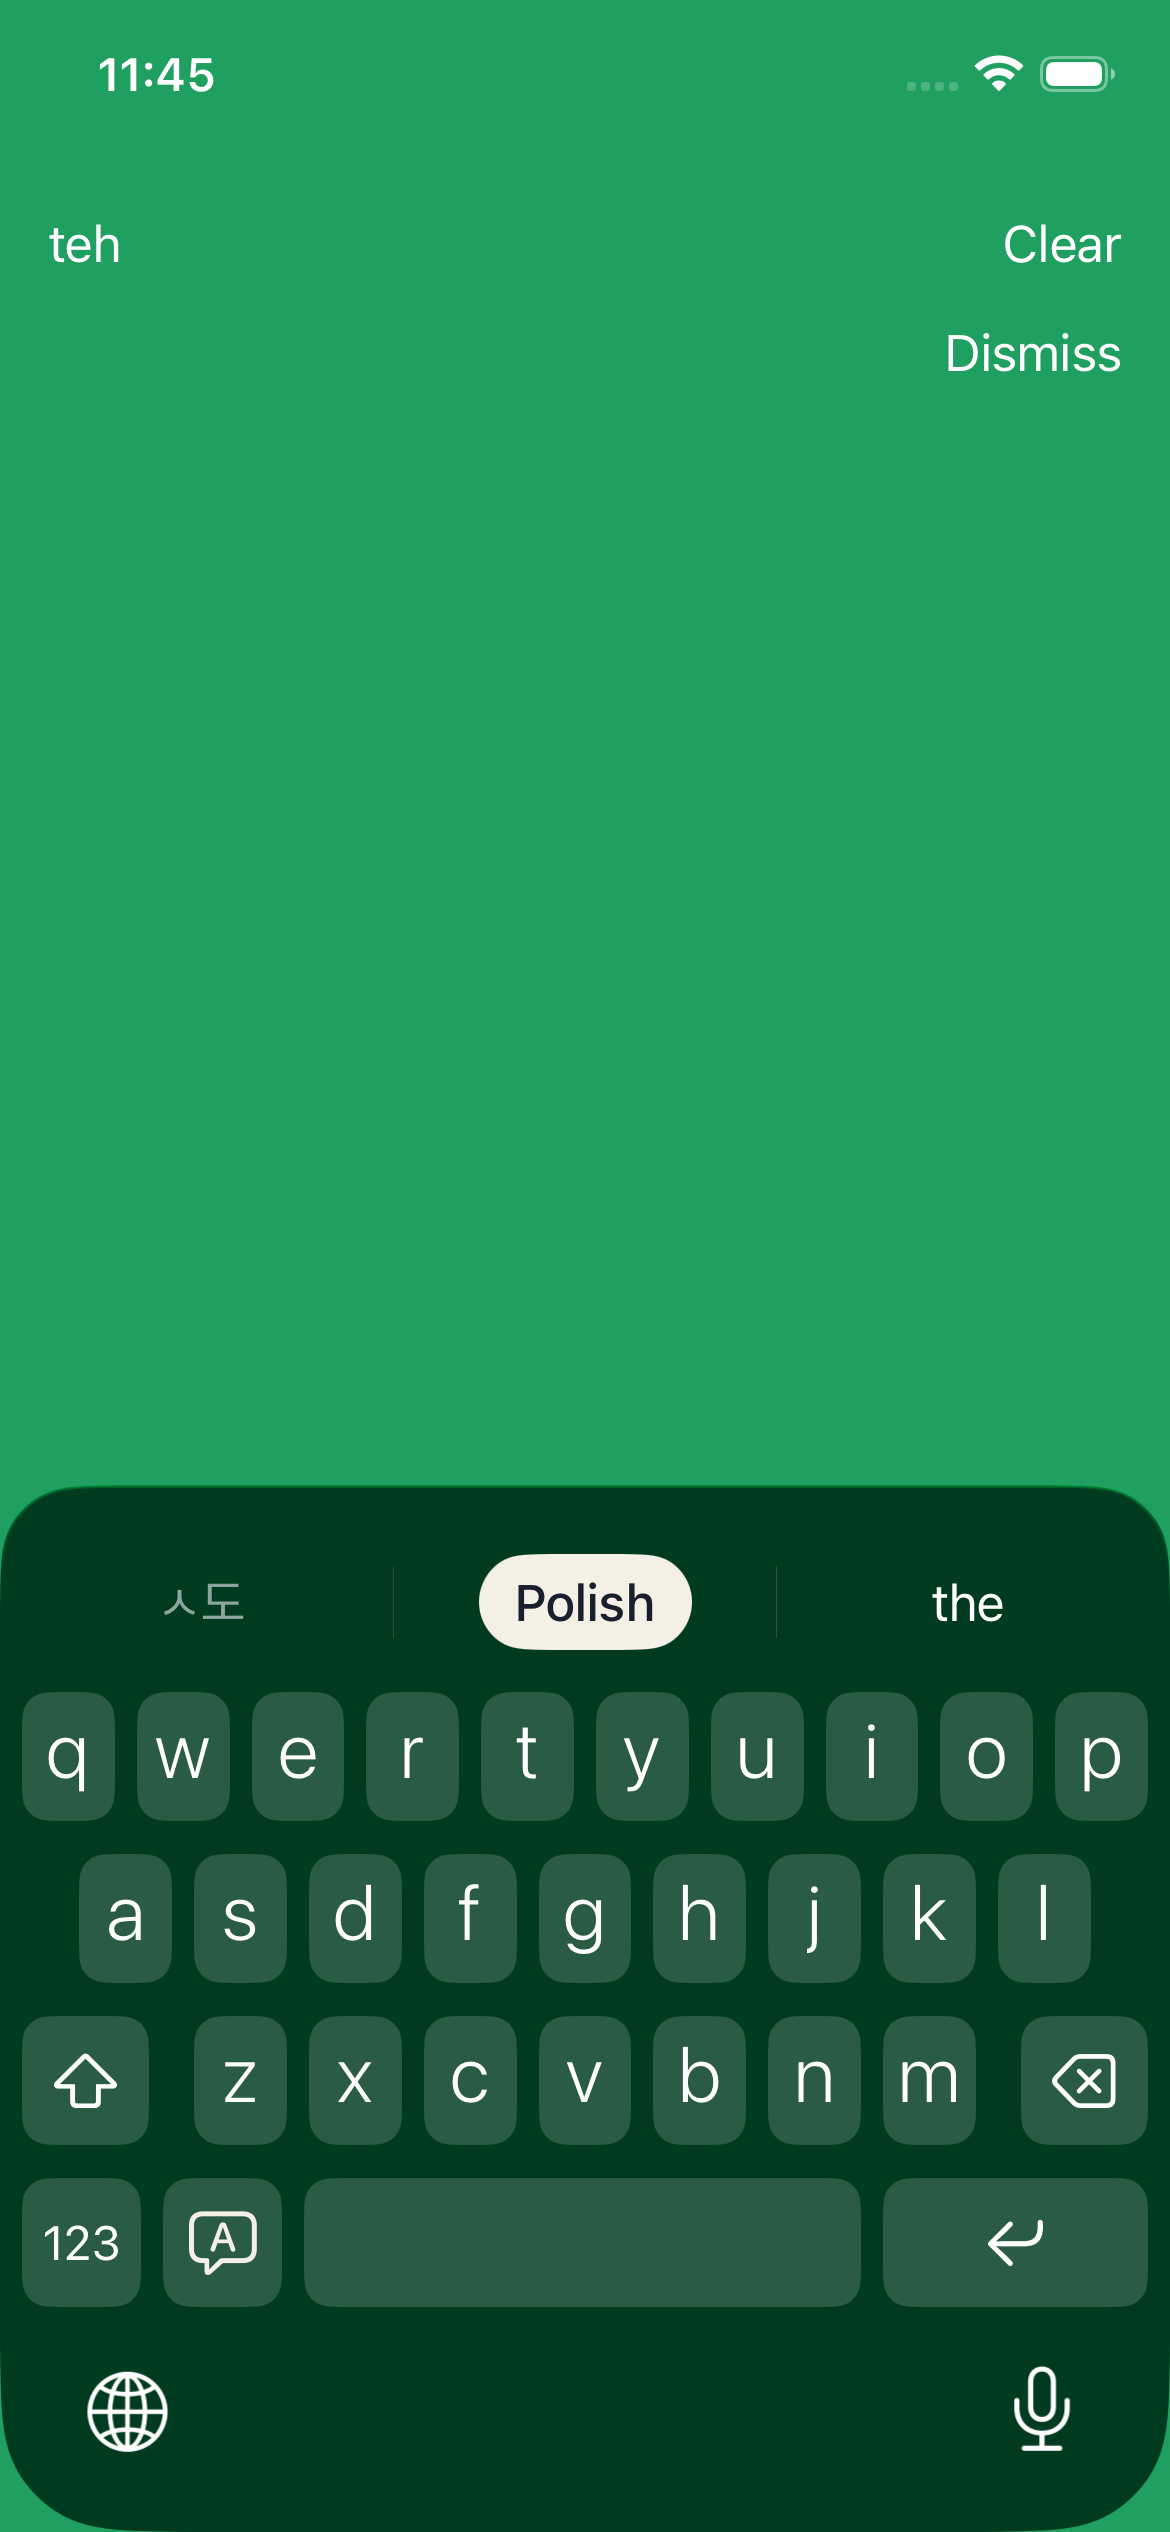 11:45
teh
Clear
Dismiss
ㅅ도 Polish the
q w e r t y u i o p
a s d f g h j k l
z x c v b n m
123 A